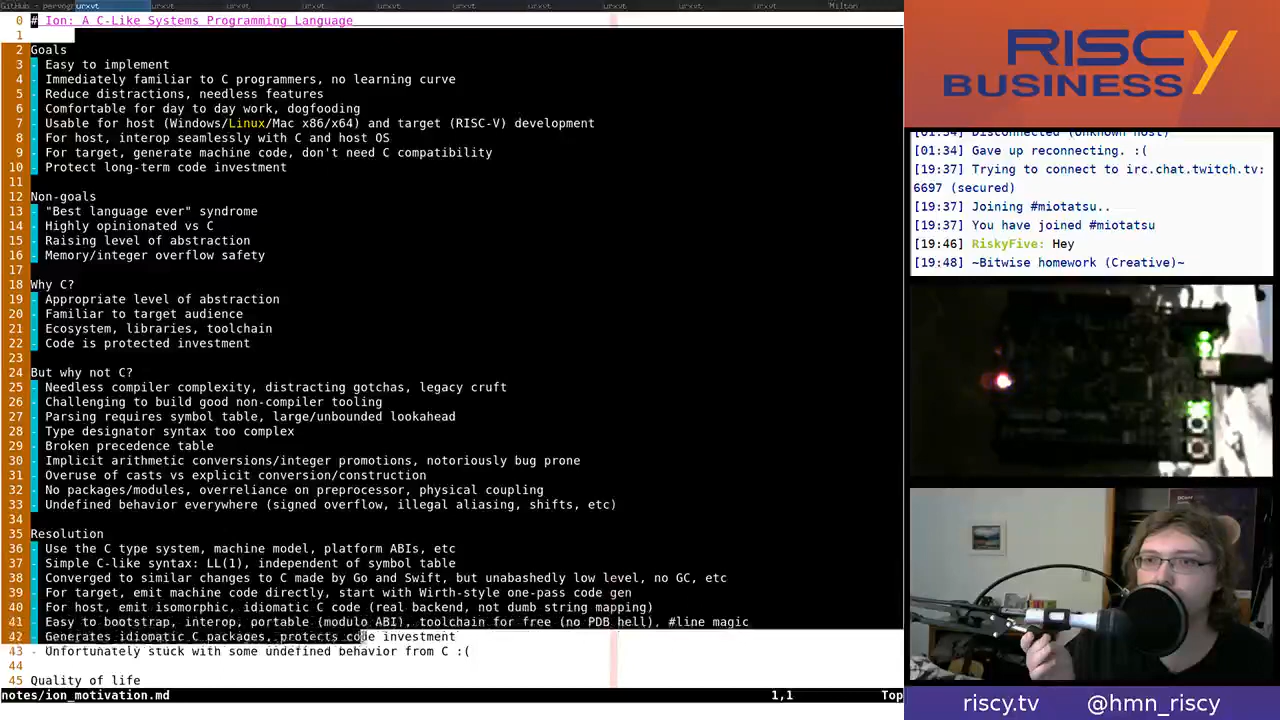 GitHub - pervogn urxvt urxvt urxvt urxvt urxvt urxvt urxvt urxvt urxvt urxvt "Milton
0 # Ion: A C-Like Systems Programming Language
1
2 Goals
3 - Easy to implement
4 - Immediately familiar to C programmers, no learning curve
5 - Reduce distractions, needless features
6 - Comfortable for day to day work, dogfooding
7 - Usable for host (Windows/Linux/Mac x86/x64) and target (RISC-V) development
8 - For host, interop seamlessly with C and host OS
9 - For target, generate machine code, don't need C compatibility
10 - Protect long-term code investment
11
12 Non-goals
13 - "Best language ever" syndrome
14 - Highly opinionated vs C
15 - Raising level of abstraction
16 - Memory/integer overflow safety
17
18 Why C?
19 - Appropriate level of abstraction
20 - Familiar to target audience
21 - Ecosystem, libraries, toolchain
22 - Code is protected investment
23
24 But why not C?
25 - Needless compiler complexity, distracting gotchas, legacy cruft
26 - Challenging to build good non-compiler tooling
27 - Parsing requires symbol table, large/unbounded lookahead
28 - Type designator syntax too complex
29 - Broken precedence table
30 - Implicit arithmetic conversions/integer promotions, notoriously bug prone
31 - Overuse of casts vs explicit conversion/construction
32 - No packages/modules, overreliance on preprocessor, physical coupling
33 - Undefined behavior everywhere (signed overflow, illegal aliasing, shifts, etc)
34
35 Resolution
36 - Use the C type system, machine model, platform ABIs, etc
37 - Simple C-like syntax: LL(1), independent of symbol table
38 - Converged to similar changes to C made by Go and Swift, but unabashedly low level, no GC, etc
39 - For target, emit machine code directly, start with Wirth-style one-pass code gen
40 - For host, emit isomorphic, idiomatic C code (real backend, not dumb string mapping)
41 - Easy to bootstrap, interop, portable (modulo ABI), toolchain for free (no PDB hell), #line magic
42 - Generates idiomatic C packages, protects code investment
43 - Unfortunately stuck with some undefined behavior from C :(
44
45 Quality of life
notes/ion_motivation.md 1,1 Top
RISCY
BUSINESS
[01:34] Disconnected (Unknown host)
[01:34] Gave up reconnecting. :(
[19:37] Trying to connect to irc.chat.twitch.tv:
6697 (secured)
[19:37] Joining #miotatsu..
[19:37] You have joined #miotatsu
[19:46] RiskyFive: Hey
[19:48] ~Bitwise homework (Creative)~
riscy.tv @hmn_riscy